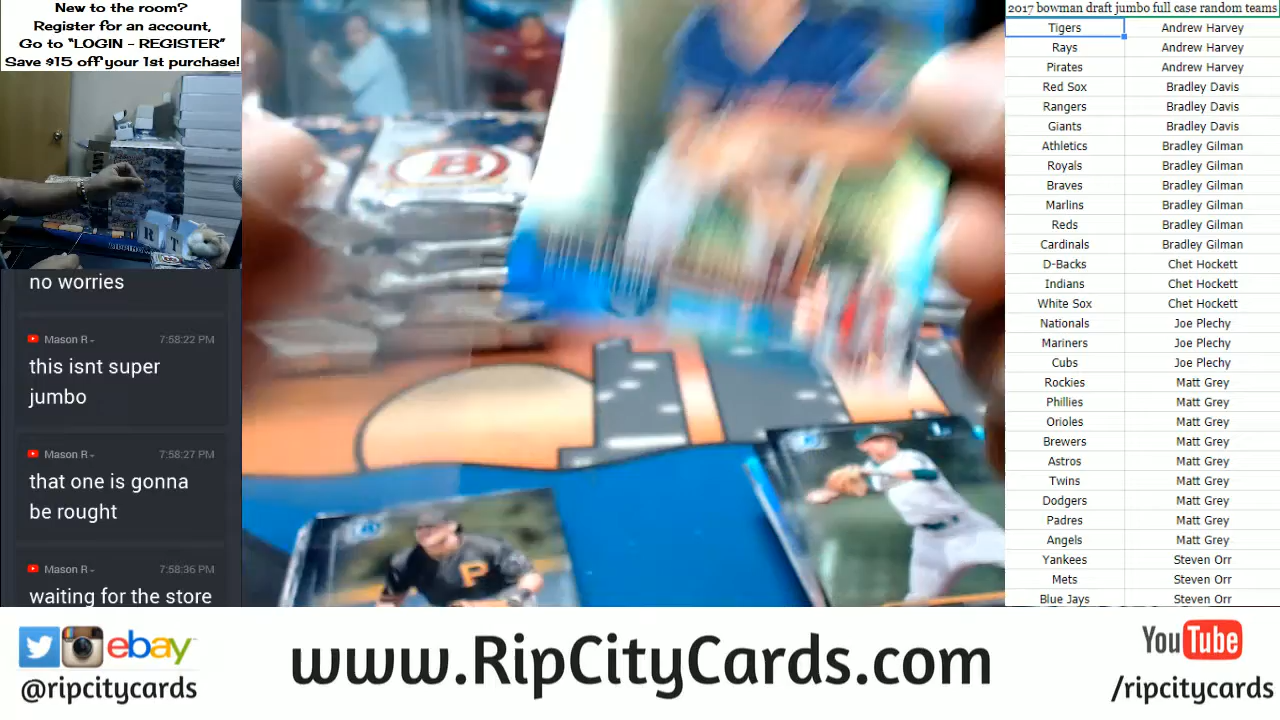 New to the room?
Register for an account,
Go to "LOGIN - REGISTER"
Save $15 off your 1st purchase!
no worries
Mason R
7:58:22 PM
this isnt super
jumbo
Mason R
7:58:27 PM
that one is gonna
be rought
Mason R
7:58:36 PM
waiting for the store
B
P
R T
2017 bowman draft jumbo full case random teams
Tigers Andrew Harvey
Rays Andrew Harvey
Pirates Andrew Harvey
Red Sox Bradley Davis
Rangers Bradley Davis
Giants Bradley Davis
Athletics Bradley Gilman
Royals Bradley Gilman
Braves Bradley Gilman
Marlins Bradley Gilman
Reds Bradley Gilman
Cardinals Bradley Gilman
D-Backs Chet Hockett
Indians Chet Hockett
White Sox Chet Hockett
Nationals Joe Plechy
Mariners Joe Plechy
Cubs Joe Plechy
Rockies Matt Grey
Phillies Matt Grey
Orioles Matt Grey
Brewers Matt Grey
Astros Matt Grey
Twins Matt Grey
Dodgers Matt Grey
Padres Matt Grey
Angels Matt Grey
Yankees Steven Orr
Mets Steven Orr
Blue Jays Steven Orr
ebay
@ripcitycards
www.RipCityCards.com
YouTube
/ripcitycards